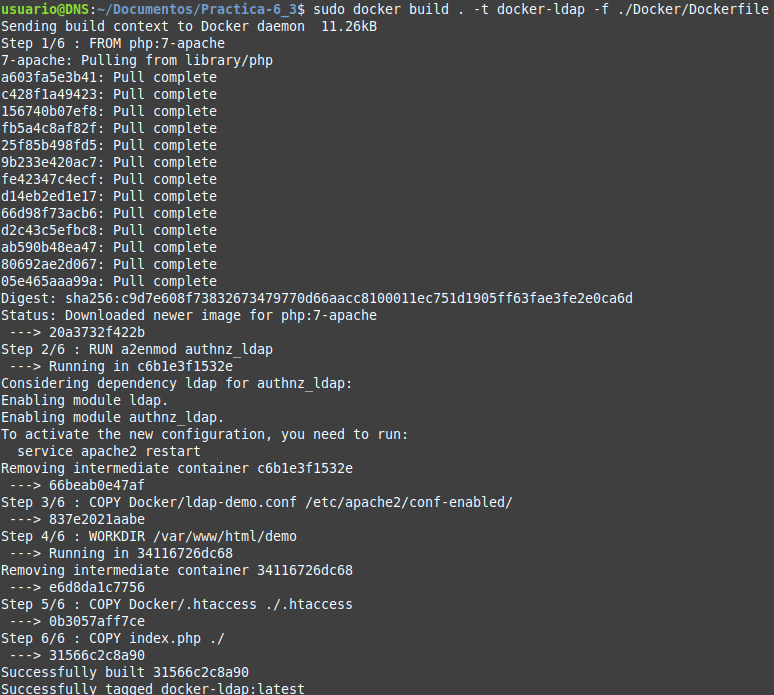 usuario@DNS:~/Documentos/Practica-6_3$ sudo docker build . -t docker-ldap -f ./Docker/Dockerfile
Sending build context to Docker daemon  11.26kB
Step 1/6 : FROM php:7-apache
7-apache: Pulling from library/php
a603fa5e3b41: Pull complete
c428f1a49423: Pull complete
156740b07ef8: Pull complete
fb5a4c8af82f: Pull complete
25f85b498fd5: Pull complete
9b233e420ac7: Pull complete
fe42347c4ecf: Pull complete
d14eb2ed1e17: Pull complete
66d98f73acb6: Pull complete
d2c43c5efbc8: Pull complete
ab590b48ea47: Pull complete
80692ae2d067: Pull complete
05e465aaa99a: Pull complete
Digest: sha256:c9d7e608f73832673479770d66aacc8100011ec751d1905ff63fae3fe2e0ca6d
Status: Downloaded newer image for php:7-apache
 ---> 20a3732f422b
Step 2/6 : RUN a2enmod authnz_ldap
 ---> Running in c6b1e3f1532e
Considering dependency ldap for authnz_ldap:
Enabling module ldap.
Enabling module authnz_ldap.
To activate the new configuration, you need to run:
  service apache2 restart
Removing intermediate container c6b1e3f1532e
 ---> 66beab0e47af
Step 3/6 : COPY Docker/ldap-demo.conf /etc/apache2/conf-enabled/
 ---> 837e2021aabe
Step 4/6 : WORKDIR /var/www/html/demo
 ---> Running in 34116726dc68
Removing intermediate container 34116726dc68
 ---> e6d8da1c7756
Step 5/6 : COPY Docker/.htaccess ./.htaccess
 ---> 0b3057aff7ce
Step 6/6 : COPY index.php ./
 ---> 31566c2c8a90
Successfully built 31566c2c8a90
Successfully tagged docker-ldap:latest